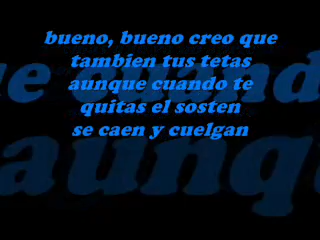 bueno, bueno creo que
tambien tus tetas
aunque cuando te
quitas el sosten
se caen y cuelgan